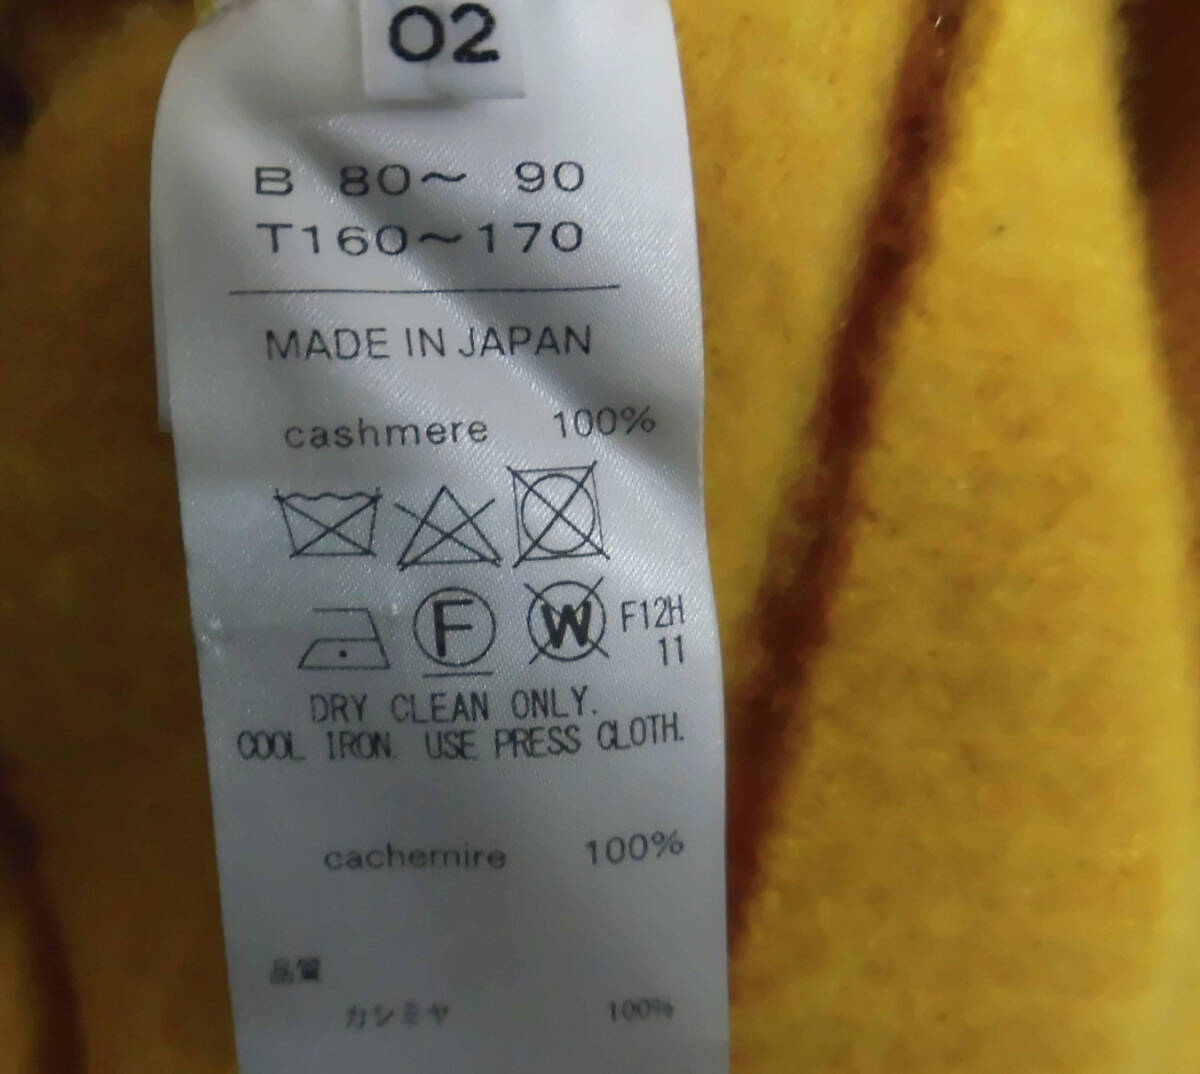 02
B 80～ 90
T160～170
MADE IN JAPAN
cashmere 100%
F W F12H
11
DRY CLEAN ONLY.
COOL IRON. USE PRESS CLOTH.
cachemire 100%
品質
カシミヤ 100%